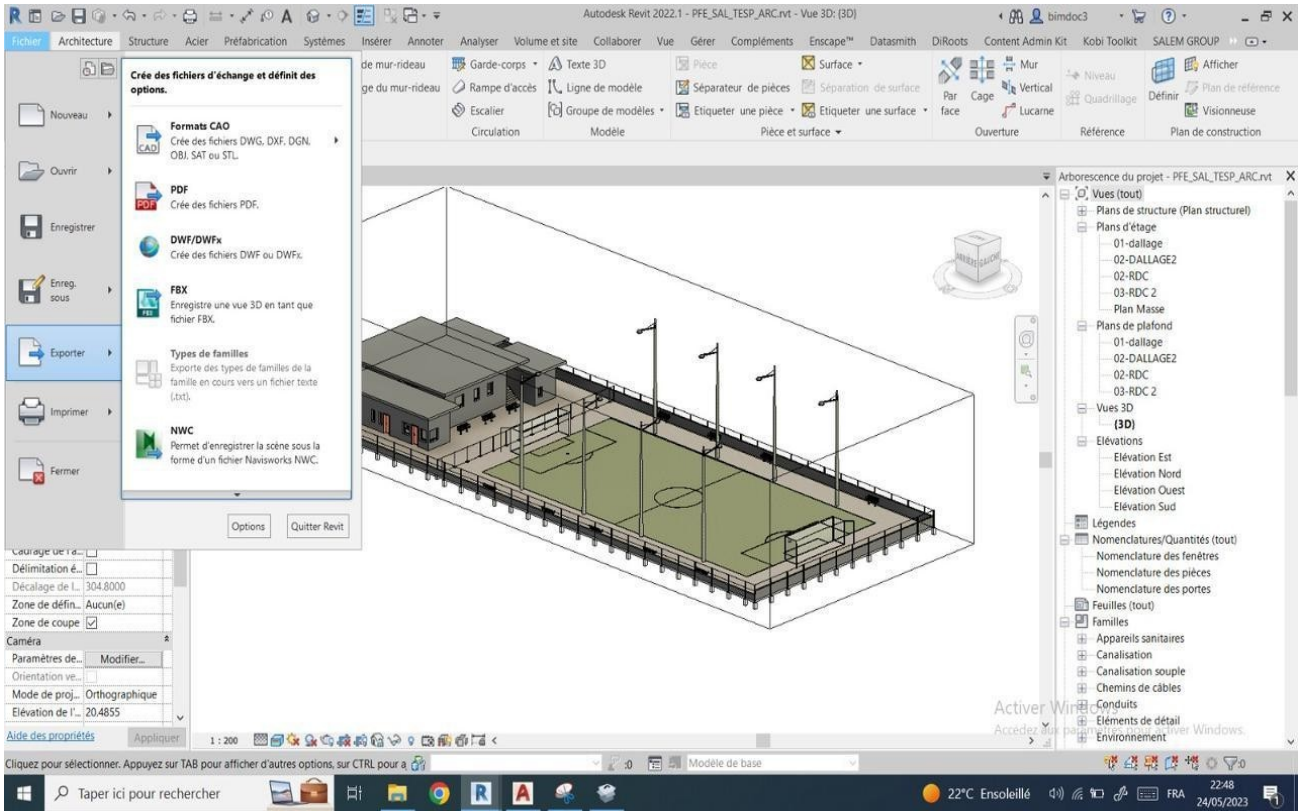 Autodesk Revit 2022.1 - PFE_SAL_TESP_ARC.rvt - Vue 3D: {3D}
bimdoc3
Fichier Architecture Structure Acier Préfabrication Systèmes Insérer Annoter Analyser Volume et site Collaborer Vue Gérer Compléments Enscape™ Datasmith DiRoots Content Admin Kit Kobi Toolkit SALEM GROUP
Crée des fichiers d'échange et définit des
options.
Nouveau
Ouvrir
Enregistrer
Enreg.
sous
Exporter
Imprimer
Fermer
Formats CAO
Crée des fichiers DWG, DXF, DGN,
OBJ, SAT ou STL.
CAD
PDF
Crée des fichiers PDF.
PDF
DWF/DWFx
Crée des fichiers DWF ou DWFx.
FBX
Enregistre une vue 3D en tant que
fichier FBX.
Types de familles
Exporte des types de familles de la
famille en cours vers un fichier texte
(.txt).
NWC
Permet d'enregistrer la scène sous la
forme d'un fichier Navisworks NWC.
Options
Quitter Revit
de mur-rideau
ge du mur-rideau
Garde-corps
Rampe d'accès
Escalier
Circulation
Texte 3D
Ligne de modèle
Groupe de modèles
Modèle
Pièce
Séparateur de pièces
Etiqueter une pièce
Surface
Séparation de surface
Etiqueter une surface
Pièce et surface
Par
face
Cage
Mur
Vertical
Lucarne
Ouverture
Niveau
Quadrillage
Référence
Définir
Afficher
Plan de référence
Visionneuse
Plan de construction
Délimitation é...
Décalage de l... 304.8000
Zone de défin... Aucun(e)
Zone de coupe
Caméra
Paramètres de... Modifier...
Orientation ve...
Mode de proj... Orthographique
Elévation de l'... 20.4855
Aide des propriétés
Appliquer
1 : 200
Arborescence du projet - PFE_SAL_TESP_ARC.rvt
Vues (tout)
Plans de structure (Plan structurel)
Plans d'étage
01-dallage
02-DALLAGE2
02-RDC
03-RDC 2
Plan Masse
Plans de plafond
01-dallage
02-DALLAGE2
02-RDC
03-RDC 2
Vues 3D
{3D}
Elévations
Elévation Est
Elévation Nord
Elévation Ouest
Elévation Sud
Légendes
Nomenclatures/Quantités (tout)
Nomenclature des fenêtres
Nomenclature des pièces
Nomenclature des portes
Feuilles (tout)
Familles
Appareils sanitaires
Canalisation
Canalisation souple
Chemins de câbles
Conduits
Eléments de détail
Environnement
Activer Windows
Accédez aux paramètres pour activer Windows.
Cliquez pour sélectionner. Appuyez sur TAB pour afficher d'autres options, sur CTRL pour a
:0
Modèle de base
:0
Taper ici pour rechercher
22°C Ensoleillé
FRA
22:48
24/05/2023